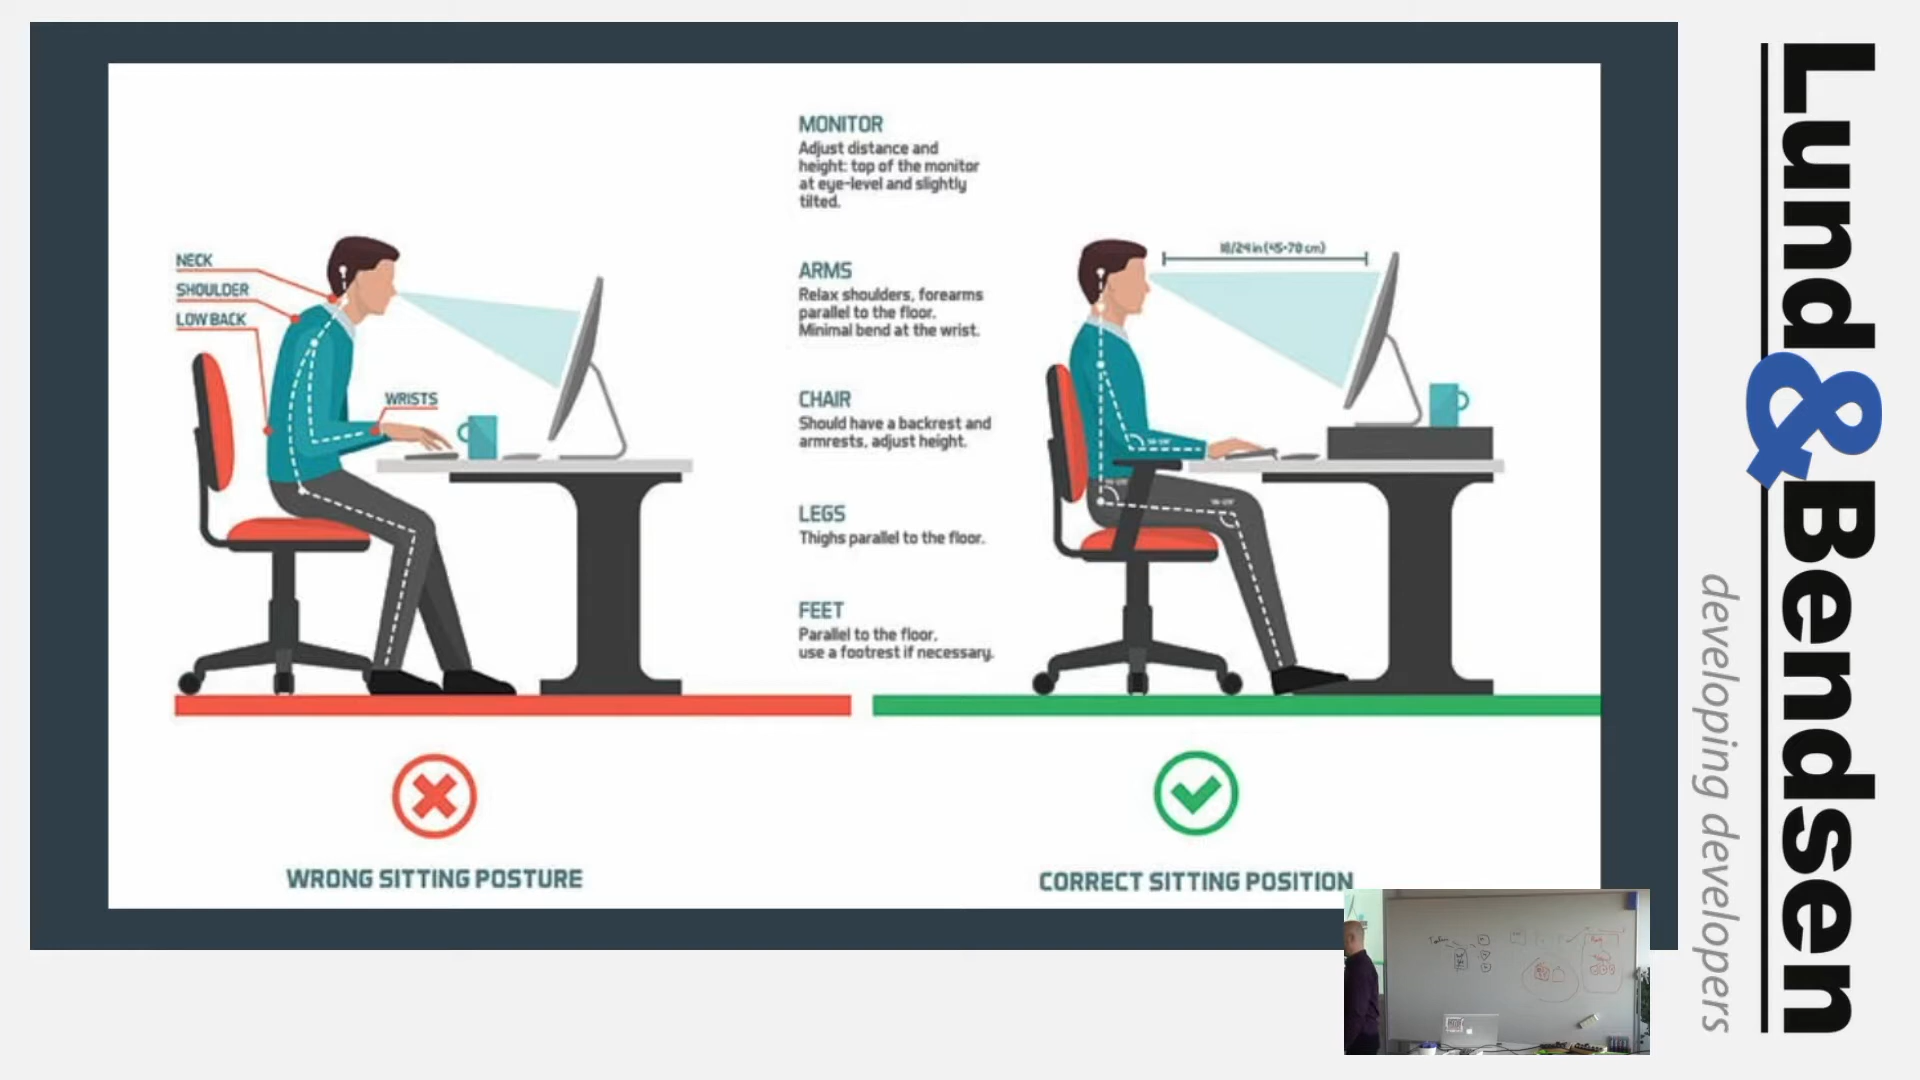 NECK
SHOULDER
LOW BACK
WRISTS
MONITOR
Adjust distance and
height: top of the monitor
at eye-level and slightly
tilted.
ARMS
Relax shoulders, forearms
parallel to the floor.
Minimal bend at the wrist.
CHAIR
Should have a backrest and
armrests, adjust height.
LEGS
Thighs parallel to the floor.
FEET
Parallel to the floor,
use a footrest if necessary.
18/24 in (45-70 cm)
WRONG SITTING POSTURE
CORRECT SITTING POSITION
Lund & Bendsen
developing developers